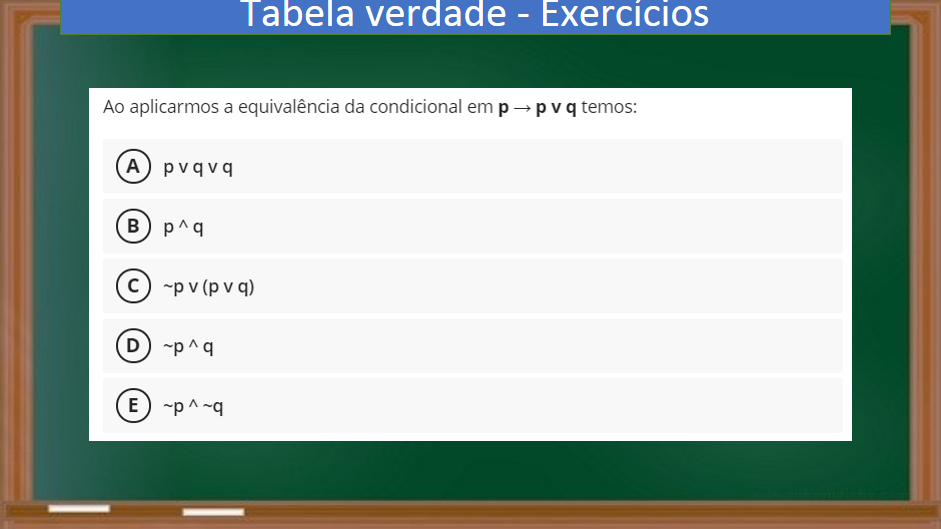 Tabela verdade - Exercícios
Ao aplicarmos a equivalência da condicional em p → p v q temos:
A p v q v q
B p ^ q
C ~p v (p v q)
D ~p ^ q
E ~p ^ ~q